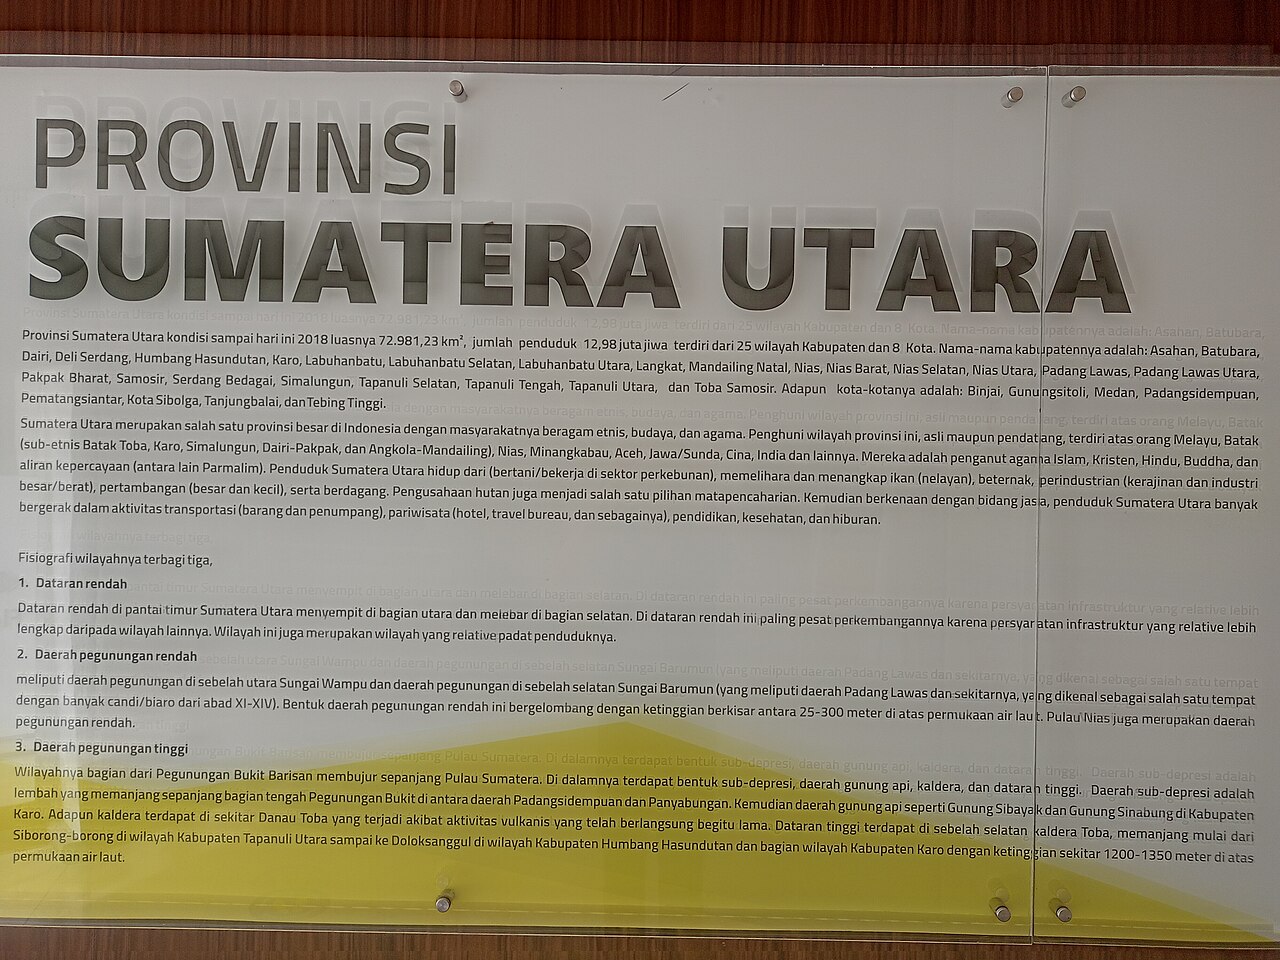 PROVINSI
SUMATERA UTARA
Provinsi Sumatera Utara kondisi sampai hari ini 2018 luasnya 72.981,23 km², jumlah penduduk 12,98 juta jiwa terdiri dari 25 wilayah Kabupaten dan 8 Kota. Nama-nama kabupatennya adalah: Asahan, Batubara,
Dairi, Deli Serdang, Humbang Hasundutan, Karo, Labuhanbatu, Labuhanbatu Selatan, Labuhanbatu Utara, Langkat, Mandailing Natal, Nias, Nias Barat, Nias Selatan, Nias Utara, Padang Lawas, Padang Lawas Utara,
Pakpak Bharat, Samosir, Serdang Bedagai, Simalungun, Tapanuli Selatan, Tapanuli Tengah, Tapanuli Utara, dan Toba Samosir. Adapun kota-kotanya adalah: Binjai, Gunungsitoli, Medan, Padangsidempuan,
Pematangsiantar, Kota Sibolga, Tanjungbalai, dan Tebing Tinggi.
Sumatera Utara merupakan salah satu provinsi besar di Indonesia dengan masyarakatnya beragam etnis, budaya, dan agama. Penghuni wilayah provinsi ini, asli maupun pendatang, terdiri atas orang Melayu, Batak
(sub-etnis Batak Toba, Karo, Simalungun, Dairi-Pakpak, dan Angkola-Mandailing), Nias, Minangkabau, Aceh, Jawa/Sunda, Cina, India dan lainnya. Mereka adalah penganut agama Islam, Kristen, Hindu, Buddha, dan
aliran kepercayaan (antara lain Parmalim). Penduduk Sumatera Utara hidup dari (bertani/bekerja di sektor perkebunan), memelihara dan menangkap ikan (nelayan), beternak, perindustrian (kerajinan dan industri
besar/berat), pertambangan (besar dan kecil), serta berdagang. Pengusahaan hutan juga menjadi salah satu pilihan matapencaharian. Kemudian berkenaan dengan bidang jasa, penduduk Sumatera Utara banyak
bergerak dalam aktivitas transportasi (barang dan penumpang), pariwisata (hotel, travel bureau, dan sebagainya), pendidikan, kesehatan, dan hiburan.
Fisiografi wilayahnya terbagi tiga,
1. Dataran rendah
Dataran rendah di pantai timur Sumatera Utara menyempit di bagian utara dan melebar di bagian selatan. Di dataran rendah ini paling pesat perkembangannya karena persyaratan infrastruktur yang relative lebih
lengkap daripada wilayah lainnya. Wilayah ini juga merupakan wilayah yang relative padat penduduknya.
2. Daerah pegunungan rendah
meliputi daerah pegunungan di sebelah utara Sungai Wampu dan daerah pegunungan di sebelah selatan Sungai Barumun (yang meliputi daerah Padang Lawas dan sekitarnya, yang dikenal sebagai salah satu tempat
dengan banyak candi/biaro dari abad XI-XIV). Bentuk daerah pegunungan rendah ini bergelombang dengan ketinggian berkisar antara 25-300 meter di atas permukaan air laut. Pulau Nias juga merupakan daerah
pegunungan rendah.
3. Daerah pegunungan tinggi
Wilayahnya bagian dari Pegunungan Bukit Barisan membujur sepanjang Pulau Sumatera. Di dalamnya terdapat bentuk sub-depresi, daerah gunung api, kaldera, dan dataran tinggi. Daerah sub-depresi adalah
lembah yang memanjang sepanjang bagian tengah Pegunungan Bukit di antara daerah Padangsidempuan dan Panyabungan. Kemudian daerah gunung api seperti Gunung Sibayak dan Gunung Sinabung di Kabupaten
Karo. Adapun kaldera terdapat di sekitar Danau Toba yang terjadi akibat aktivitas vulkanis yang telah berlangsung begitu lama. Dataran tinggi terdapat di sebelah selatan kaldera Toba, memanjang mulai dari
Siborong-borong di wilayah Kabupaten Tapanuli Utara sampai ke Doloksanggul di wilayah Kabupaten Humbang Hasundutan dan bagian wilayah Kabupaten Karo dengan ketinggian sekitar 1200-1350 meter di atas
permukaan air laut.